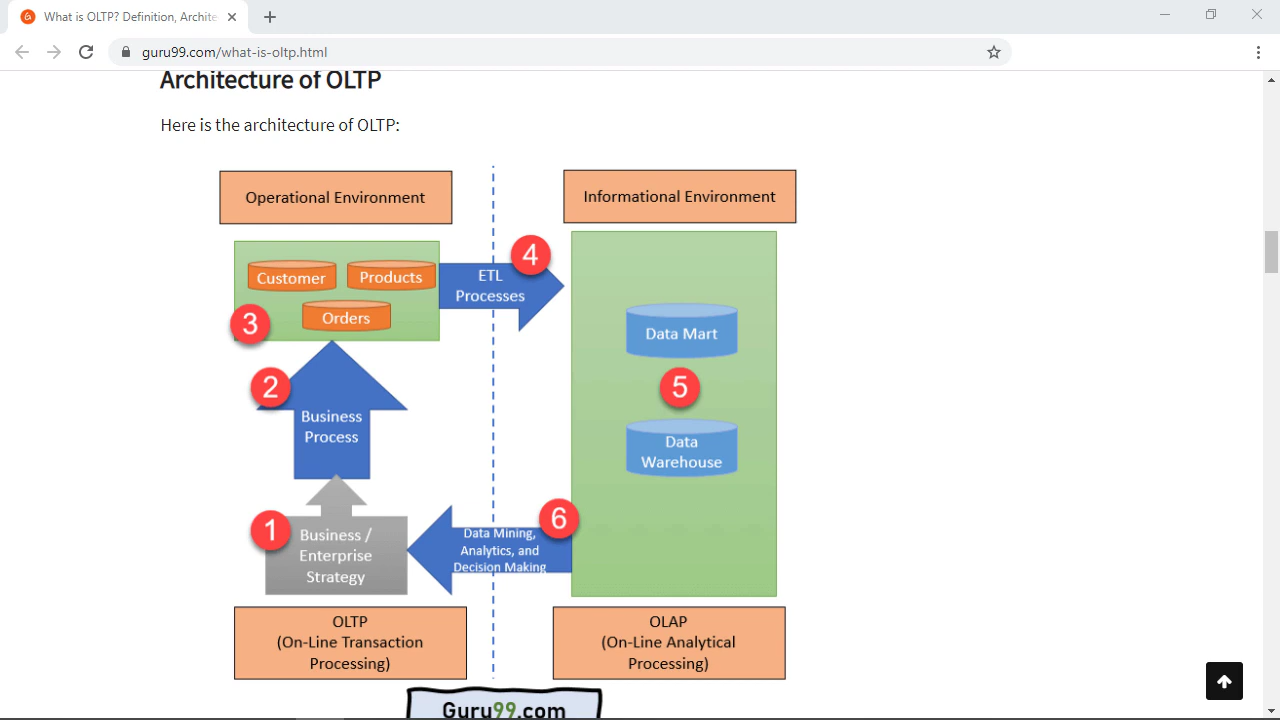 What is OLTP? Definition, Archite
guru99.com/what-is-oltp.html
Architecture of OLTP
Here is the architecture of OLTP:
Operational Environment
Informational Environment
Customer
Products
Orders
3
4
ETL
Processes
Data Mart
5
Data
Warehouse
2
Business
Process
1
Business /
Enterprise
Strategy
6
Data Mining,
Analytics, and
Decision Making
OLTP
(On-Line Transaction
Processing)
OLAP
(On-Line Analytical
Processing)
Guru99.com